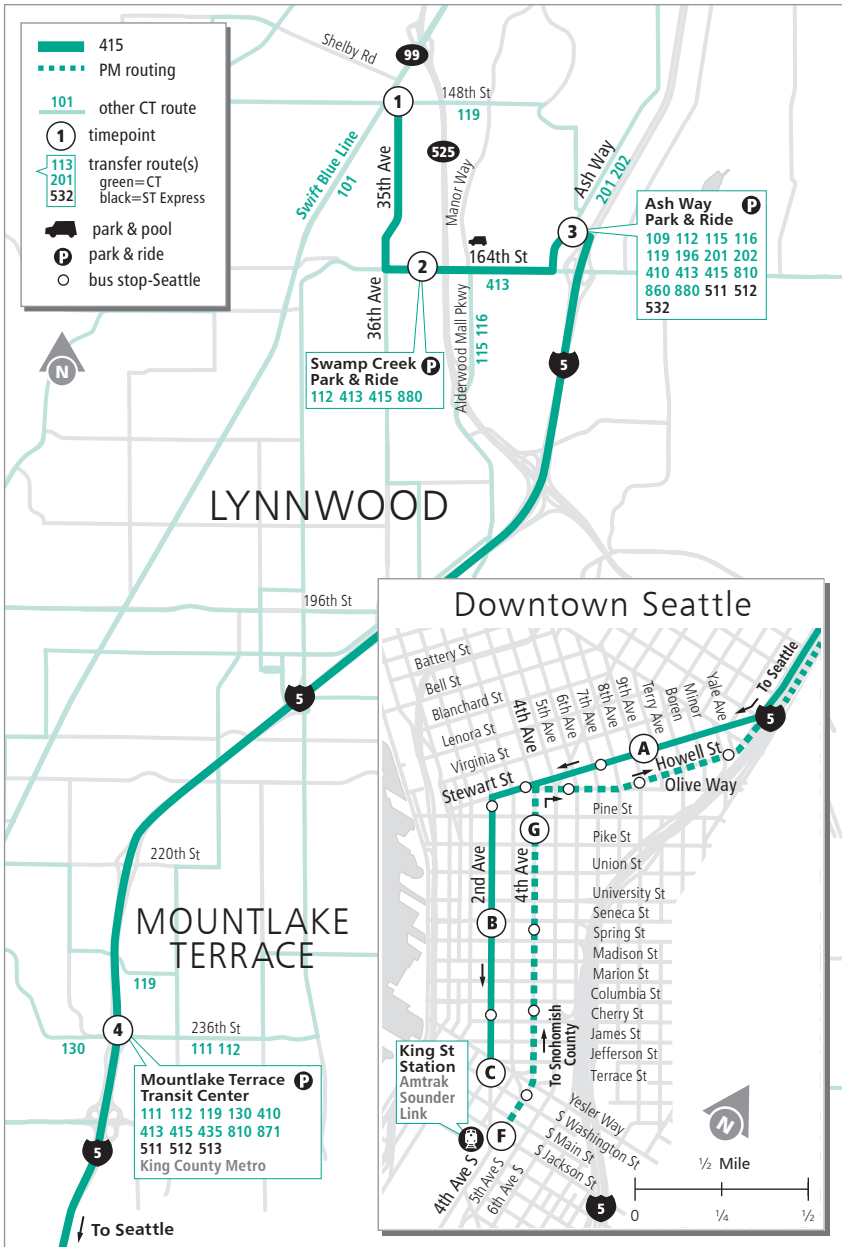 415
PM routing
101
other CT route
1
timepoint
113
201
532
transfer route(s)
green=CT
black=ST Express
park & pool
P
park & ride
bus stop-Seattle
N
Shelby Rd
99
1
148th St
119
Swift Blue Line
101
35th Ave
525
Manor Way
Ash Way
201 202
3
2
164th St
413
36th Ave
Alderwood Mall Pkwy
115 116
Ash Way
Park & Ride
P
109 112 115 116
119 196 201 202
410 413 415 810
860 880 511 512
532
Swamp Creek
Park & Ride
P
112 413 415 880
5
LYNNWOOD
196th St
5
220th St
MOUNTLAKE
TERRACE
119
4
236th St
130
111 112
Mountlake Terrace
Transit Center
P
111 112 119 130 410
413 415 435 810 871
511 512 513
King County Metro
5
To Seattle
Downtown Seattle
Battery St
Bell St
Blanchard St
Lenora St
Virginia St
Stewart St
4th Ave
5th Ave
6th Ave
7th Ave
8th Ave
9th Ave
Terry Ave
Boren
Minor
Yale Ave
To Seattle
5
A
Howell St
Olive Way
G
Pine St
Pike St
Union St
University St
Seneca St
Spring St
Madison St
Marion St
Columbia St
Cherry St
James St
Jefferson St
Terrace St
2nd Ave
4th Ave
B
To Snohomish
County
C
King St
Station
Amtrak
Sounder
Link
F
Yesler Way
S Washington St
S Main St
S Jackson St
4th Ave S
5th Ave S
6th Ave S
5
N
½ Mile
0
¼
½